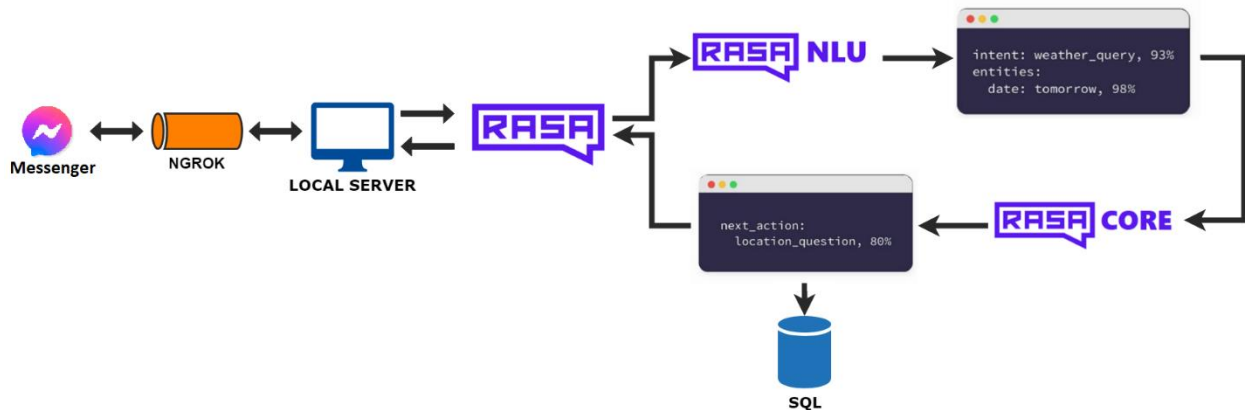 Messenger
NGROK
LOCAL SERVER
RASA
RASA NLU
intent: weather_query, 93%
entities:
date: tomorrow, 98%
RASA CORE
next_action:
location_question, 80%
SQL